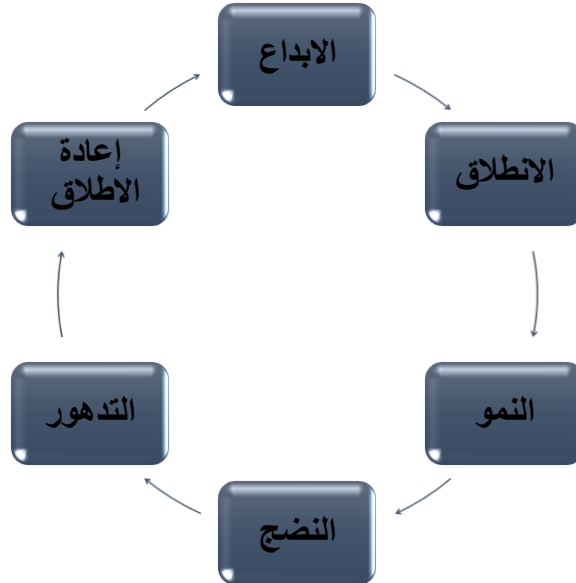 الابداع
الانطلاق
النمو
النضج
التدهور
إعادة
الاطلاق